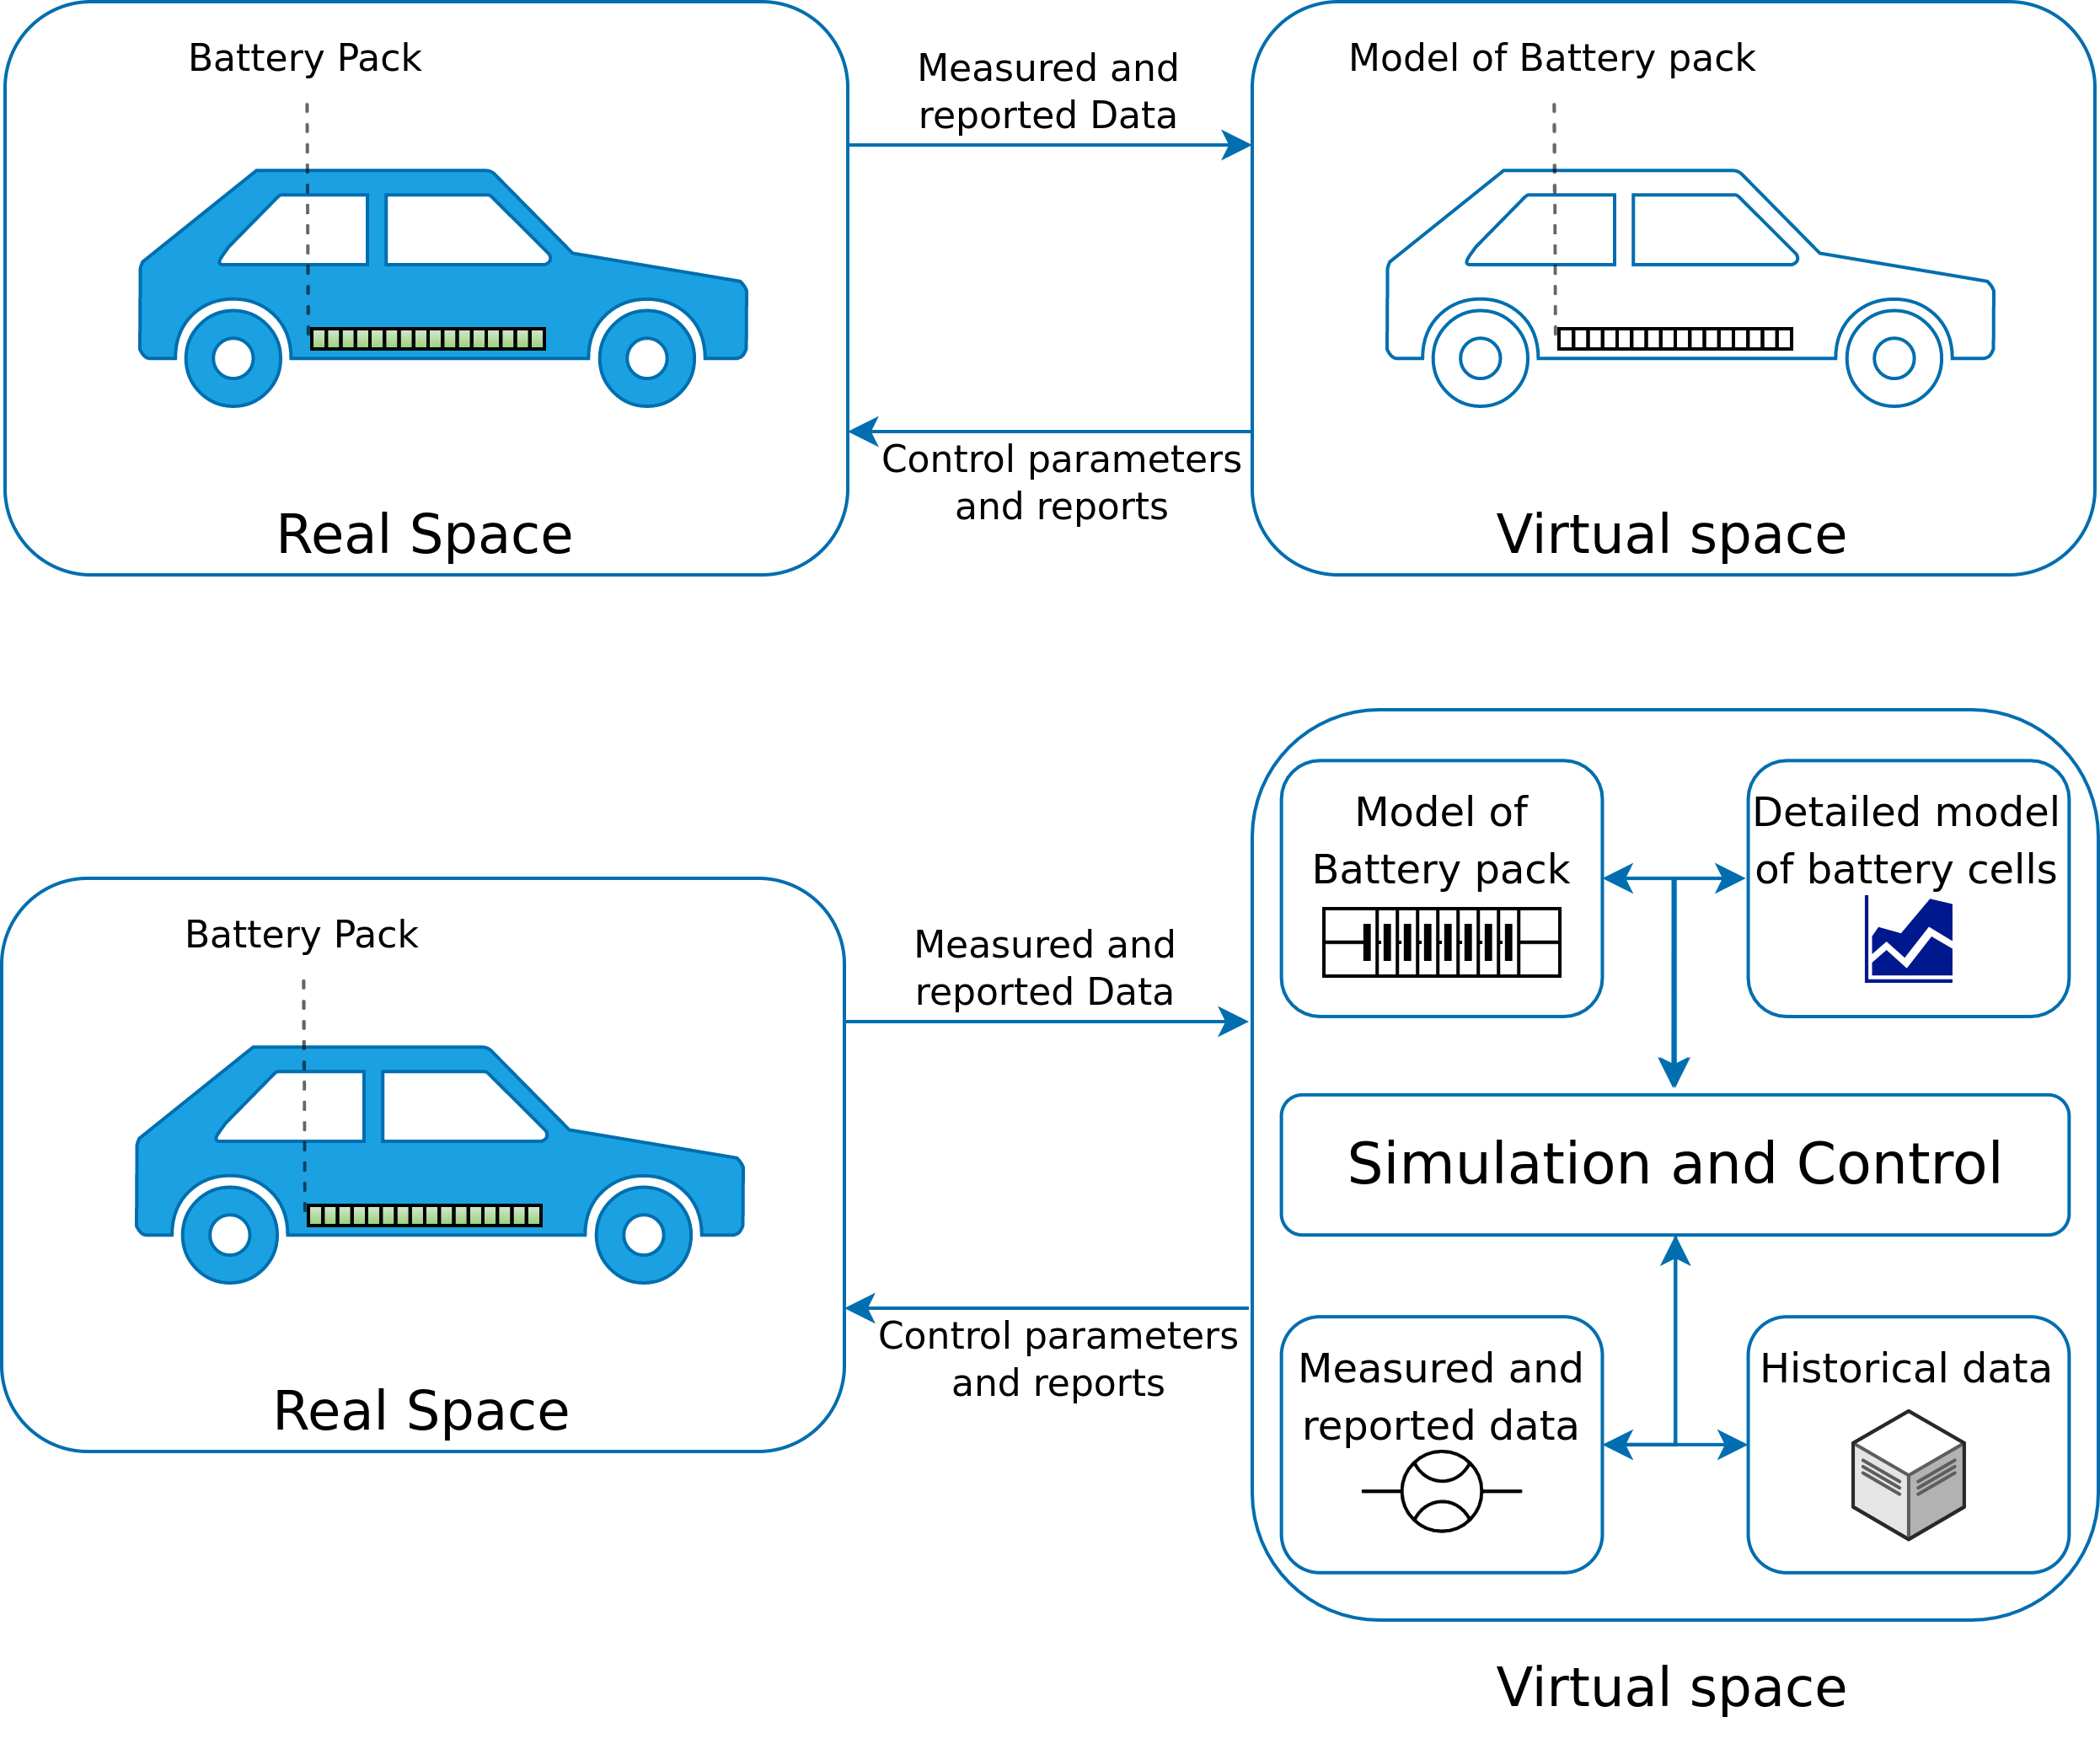 Battery Pack
Measured and
reported Data
Model of Battery pack
Control parameters
and reports
Real Space
Virtual space
Model of
Battery pack
Detailed model
of battery cells
Battery Pack
Measured and
reported Data
Simulation and Control
Control parameters
and reports
Real Space
Measured and
reported data
Historical data
Virtual space